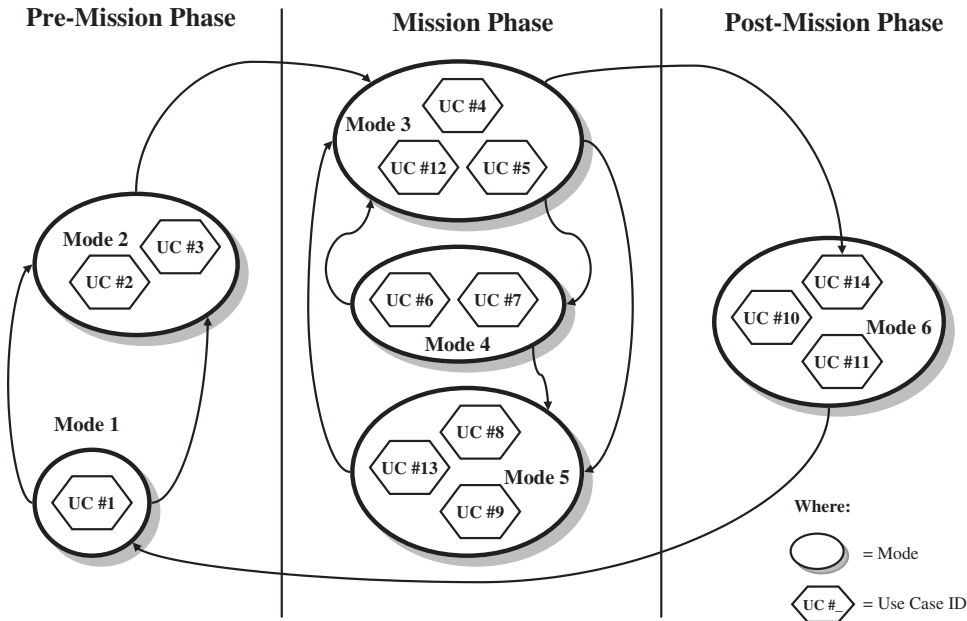 Pre-Mission Phase
Mission Phase
Post-Mission Phase
UC #4
Mode 3
UC #12
UC #5
Mode 2
UC #3
UC #2
UC #6
UC #7
Mode 4
UC #14
UC #10
Mode 6
UC #11
Mode 1
UC #1
UC #8
UC #13
Mode 5
UC #9
Where:
= Mode
UC #_ = Use Case ID